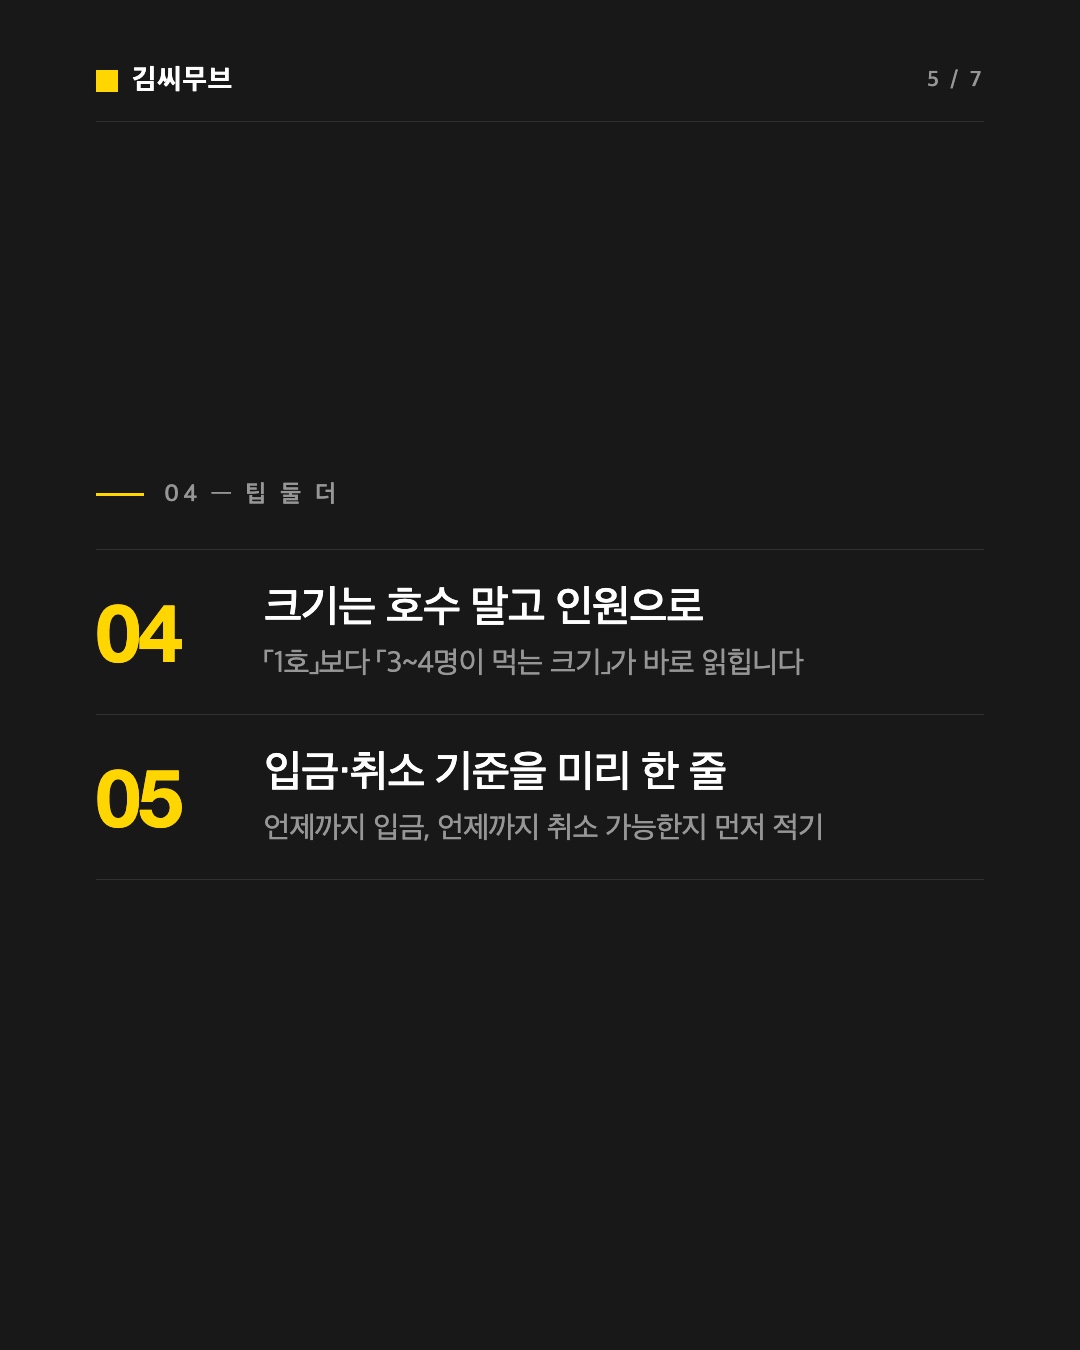 김씨무브
5 / 7
04 — 팁 둘 더
04
크기는 호수 말고 인원으로
「1호」보다 「3~4명이 먹는 크기」가 바로 읽힙니다
05
입금·취소 기준을 미리 한 줄
언제까지 입금, 언제까지 취소 가능한지 먼저 적기